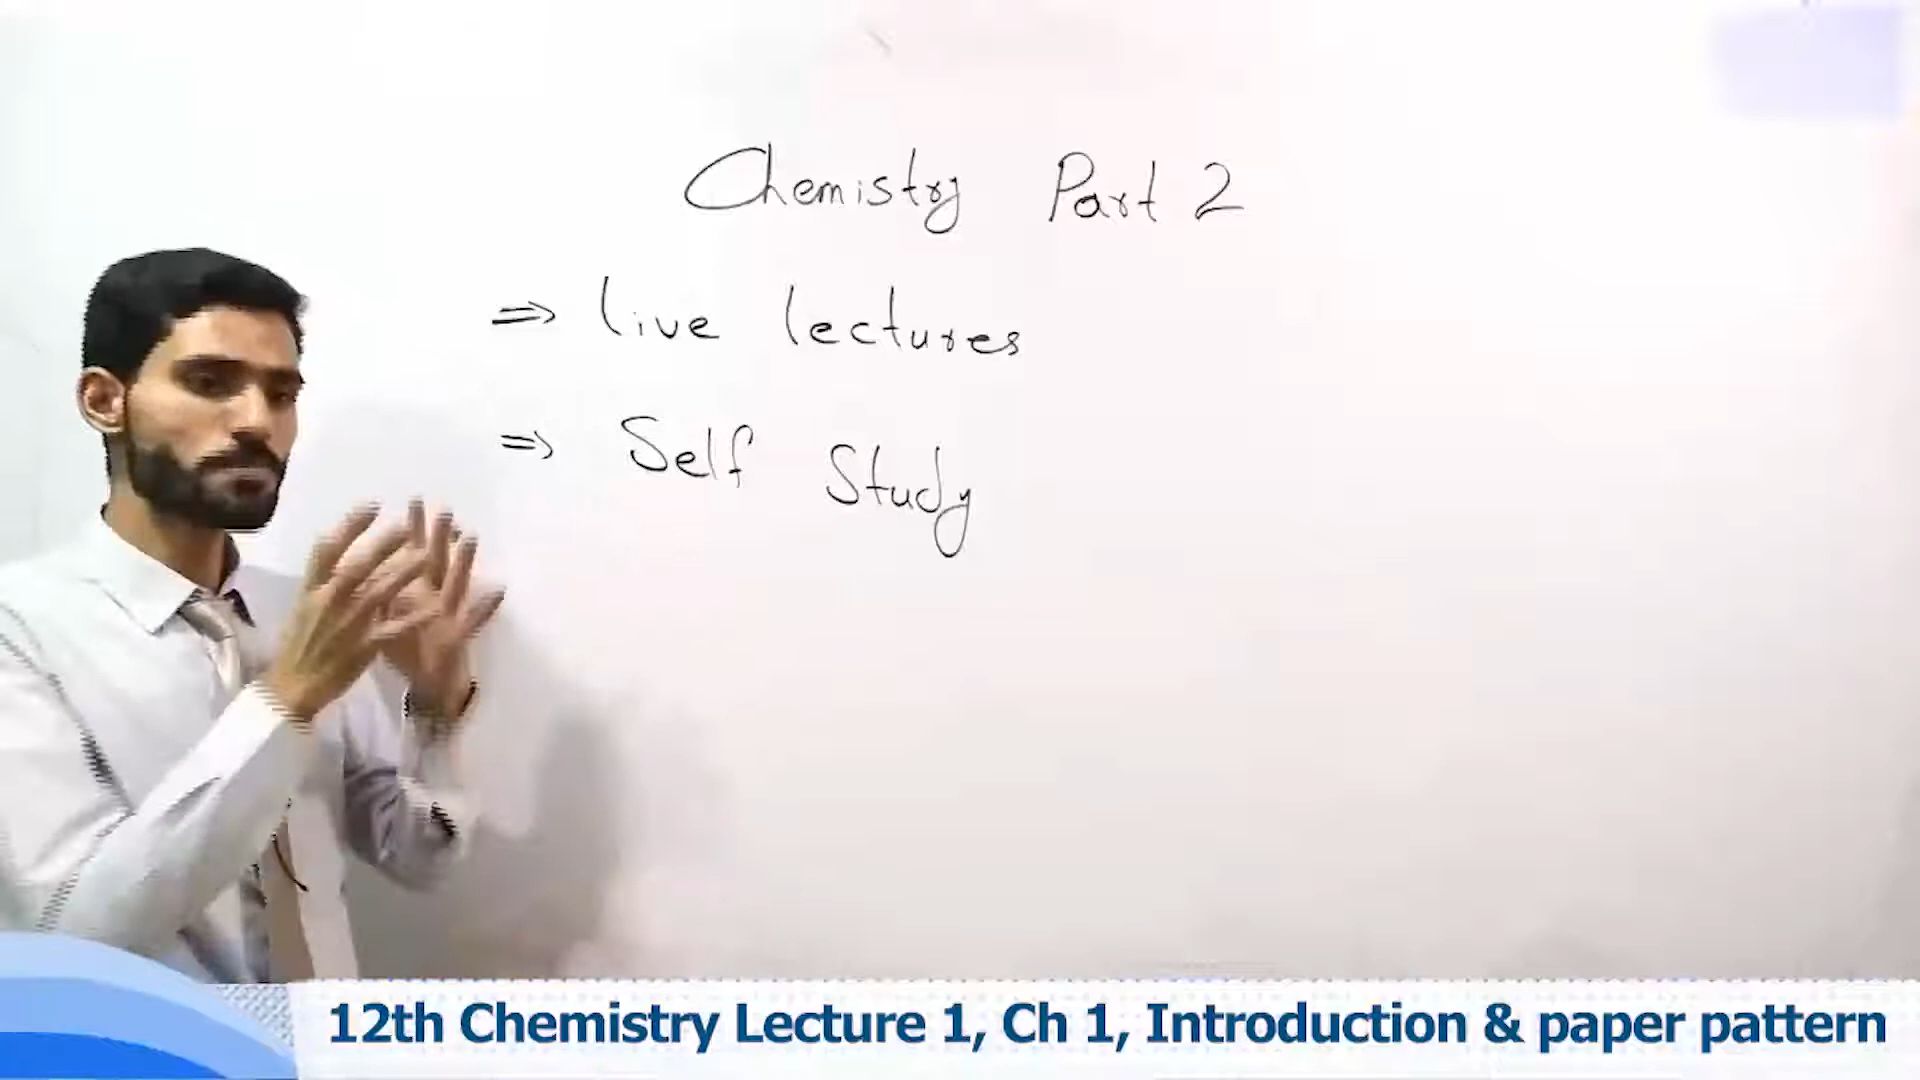 Chemistry Part 2
⇒ live lectures
⇒ Self Study
12th Chemistry Lecture 1, Ch 1, Introduction & paper pattern